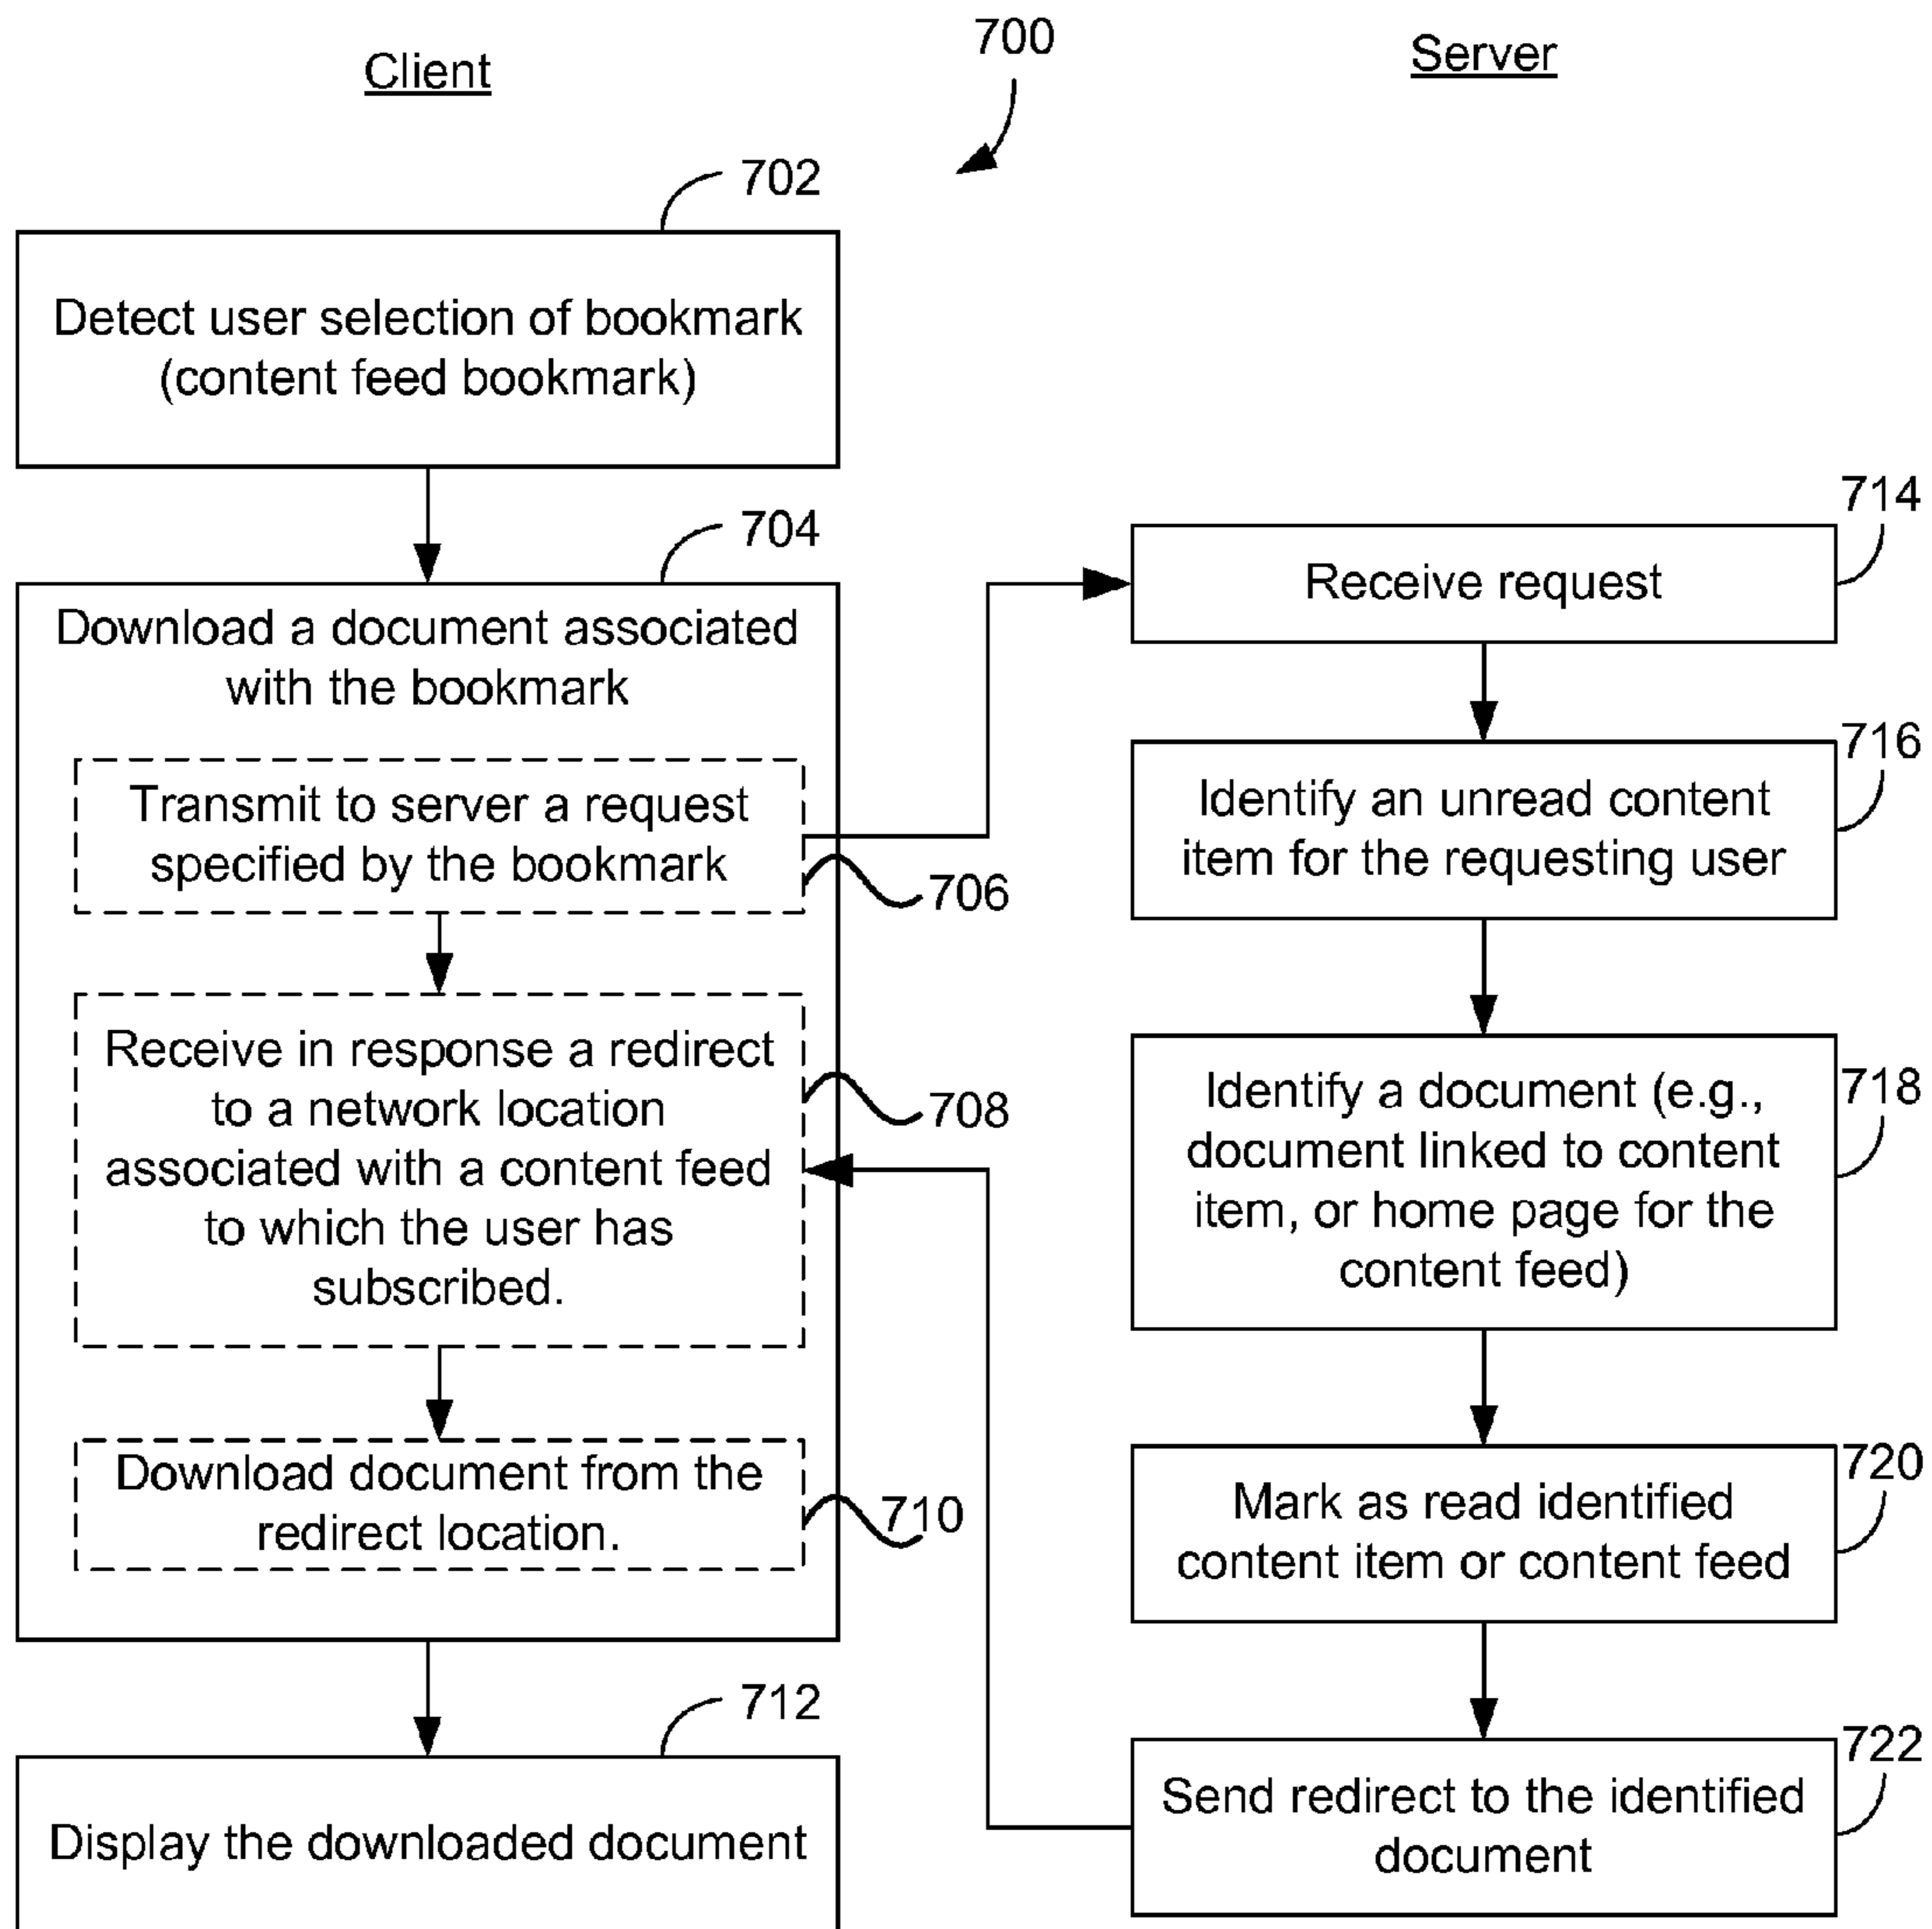 Client
700
Server
702
Detect user selection of bookmark
(content feed bookmark)
704
Download a document associated
with the bookmark
Transmit to server a request
specified by the bookmark
706
Receive in response a redirect
to a network location
associated with a content feed
to which the user has
subscribed.
708
Download document from the
redirect location.
710
712
Display the downloaded document
714
Receive request
716
Identify an unread content
item for the requesting user
718
Identify a document (e.g.,
document linked to content
item, or home page for the
content feed)
720
Mark as read identified
content item or content feed
722
Send redirect to the identified
document